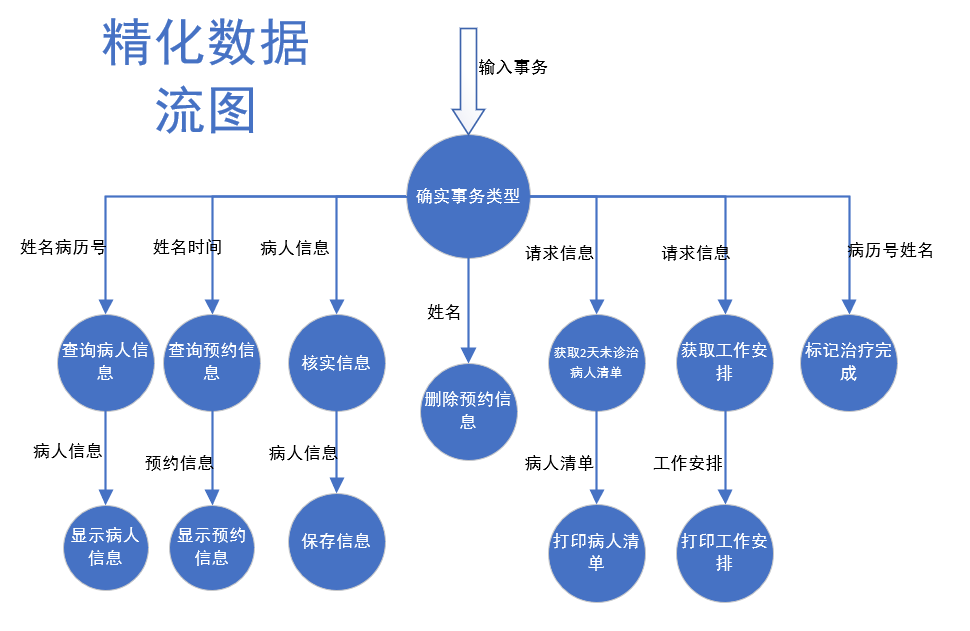 精化数据
流图
输入事务
确实事务类型
姓名病历号
姓名时间
病人信息
姓名
请求信息
请求信息
病历号姓名
查询病人信
息
查询预约信
息
核实信息
删除预约信
息
获取2天未诊治
病人清单
获取工作安
排
标记治疗完
成
病人信息
预约信息
病人信息
病人清单
工作安排
显示病人
信息
显示预约
信息
保存信息
打印病人清
单
打印工作安
排